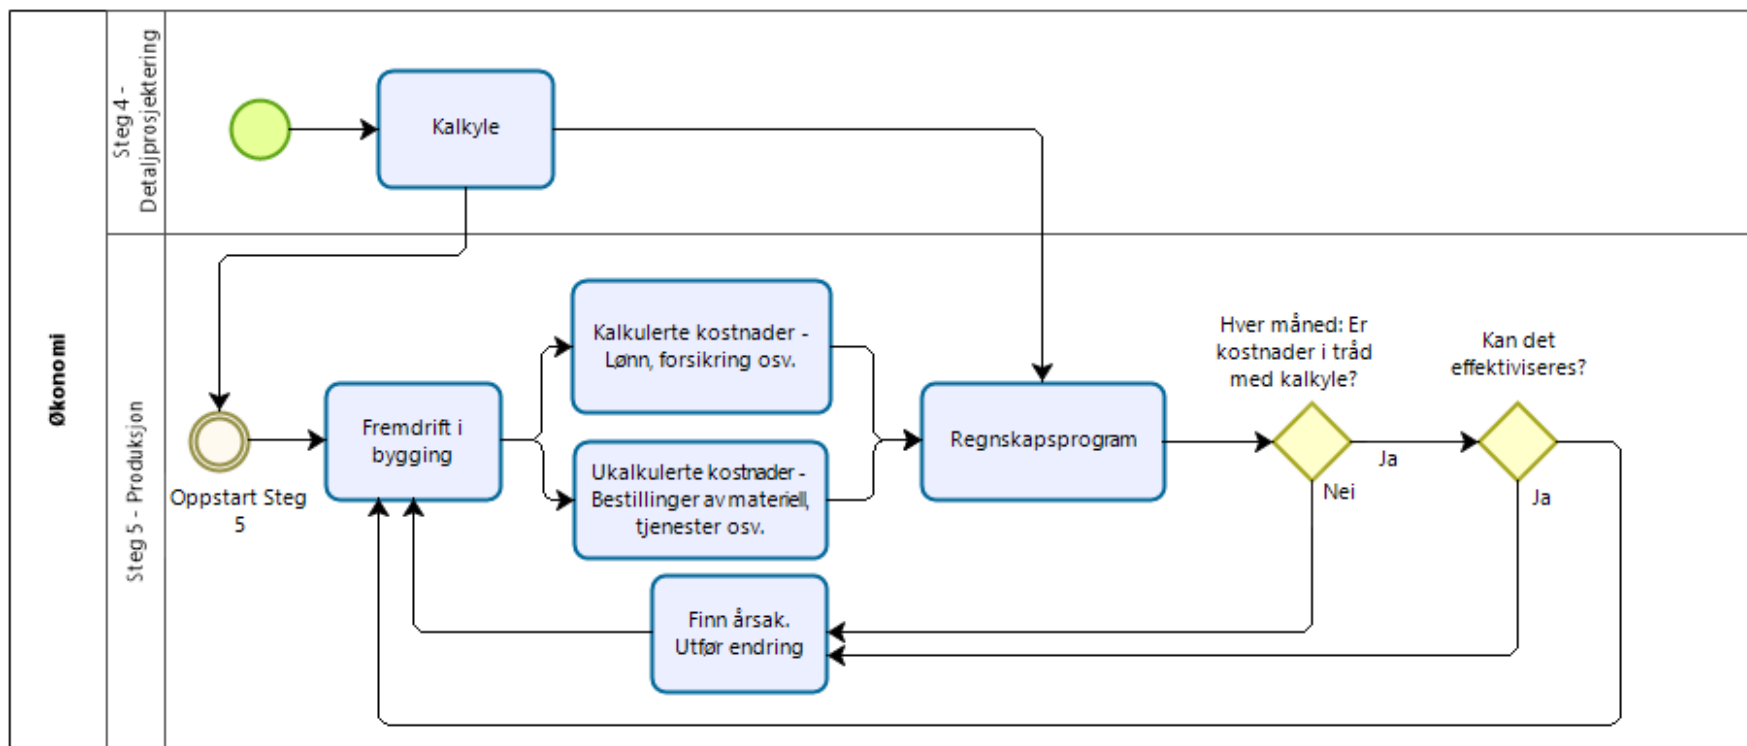 Økonomi
Steg 4 -
Detaljprosjektering
Kalkyle
Steg 5 - Produksjon
Oppstart Steg
5
Fremdrift i
bygging
Kalkulerte kostnader -
Lønn, forsikring osv.
Ukalkulerte kostnader -
Bestillinger av materiell,
tjenester osv.
Finn årsak.
Utfør endring
Regnskapsprogram
Hver måned: Er
kostnader i tråd
med kalkyle?
Ja
Nei
Kan det
effektiviseres?
Ja